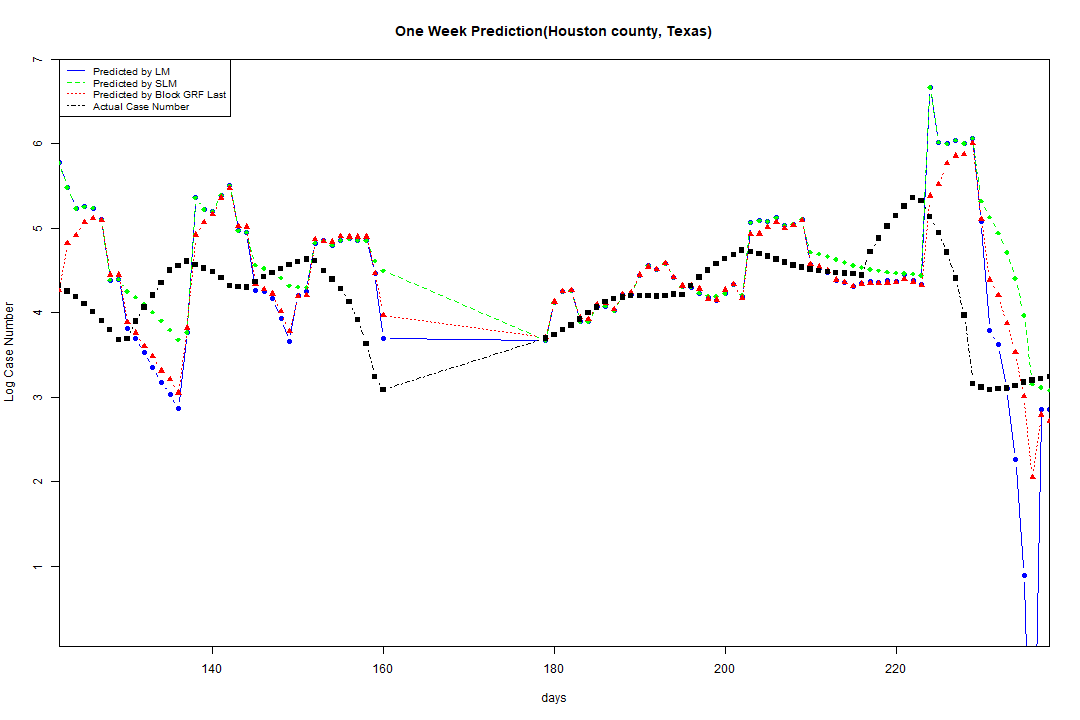 One Week Prediction(Houston county, Texas)
Predicted by LM
Predicted by SLM
Predicted by Block GRF Last
Actual Case Number
7
6
5
4
3
2
1
Log Case Number
140 160 180 200 220
days